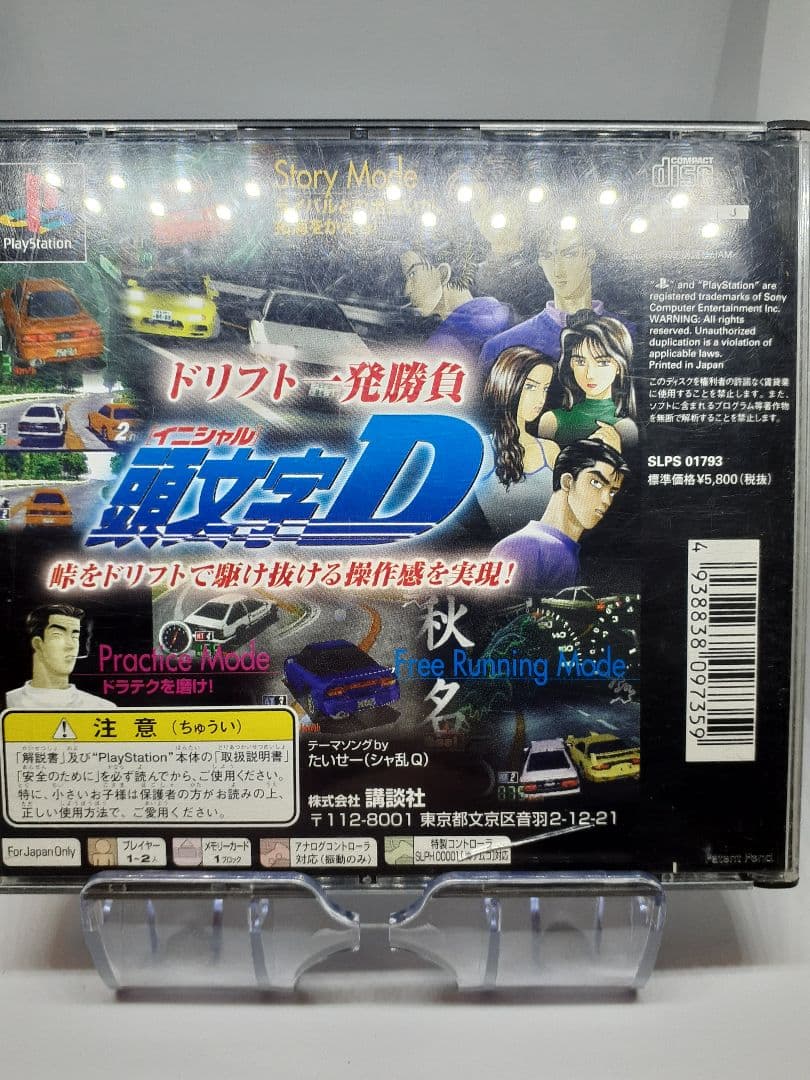 PlayStation
Story Mode
COMPACT
disc
J
"PS" and "PlayStation" are
registered trademarks of Sony
Computer Entertainment Inc.
WARNING: All rights
reserved. Unauthorized
duplication is a violation of
applicable laws.
Printed in Japan
このディスクを権利者の許諾なく賃貸業
に使用することを禁止します。また、
ソフトに含まれるプログラム等著作物
を無断で解析することを禁止します。
SLPS 01793
標準価格¥5,800(税抜)
4 938838 097359
ドリフト一発勝負
イニシャル
頭文字D
峠をドリフトで駆け抜ける操作感を実現!
秋名
Practice Mode
ドラテクを磨け!
Free Running Mode
注意(ちゅうい)
「解説書」及び"PlayStation"本体の「取扱説明書」
「安全のために」を必ず読んでから、ご使用ください。
特に、小さいお子様は保護者の方がお読みの上、
正しい使用方法で、ご愛用ください。
テーマソングby
たいせー(シャ乱Q)
株式会社 講談社
〒112-8001 東京都文京区音羽2-12-21
For Japan Only
プレイヤー
1~2人
メモリーカード
1ブロック
アナログコントローラ
対応(振動のみ)
特製コントローラ
Patent Pend